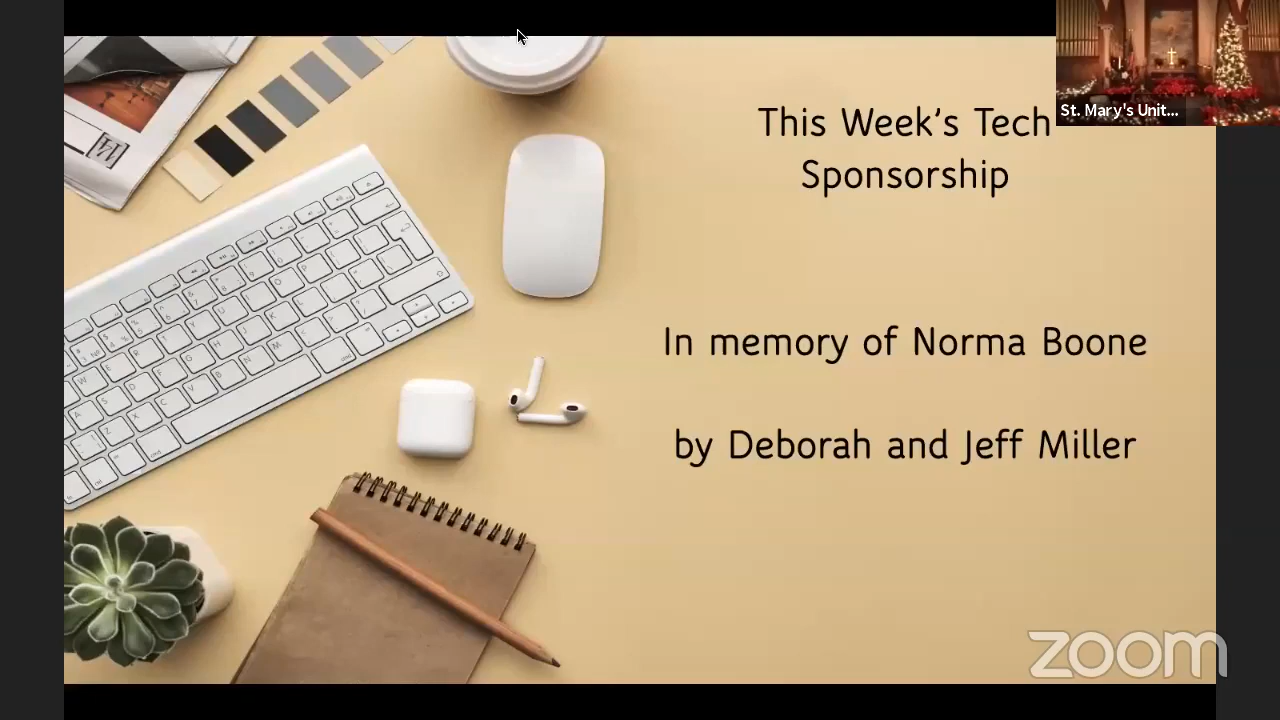 St. Mary's Unit...
This Week's Tech
Sponsorship
In memory of Norma Boone
by Deborah and Jeff Miller
zoom